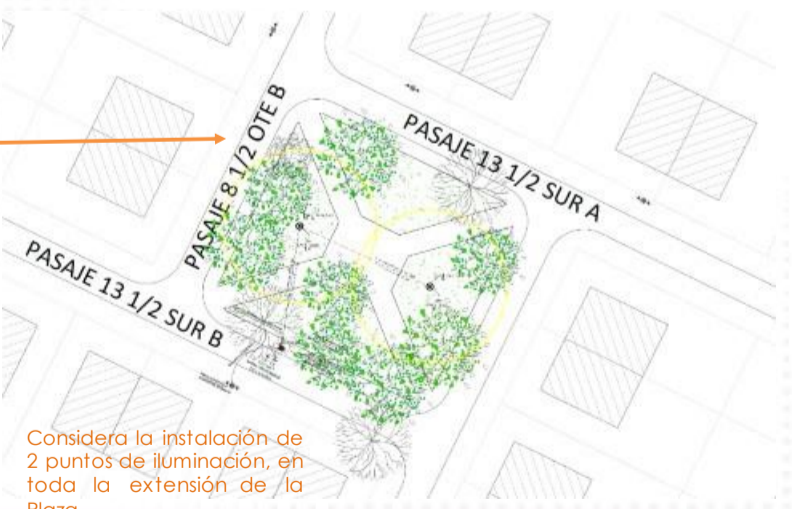 PASAJE 8 1/2 OTE B
PASAJE 13 1/2 SUR A
PASAJE 13 1/2 SUR B
Considera la instalación de
2 puntos de iluminación, en
toda la extensión de la
Plaza